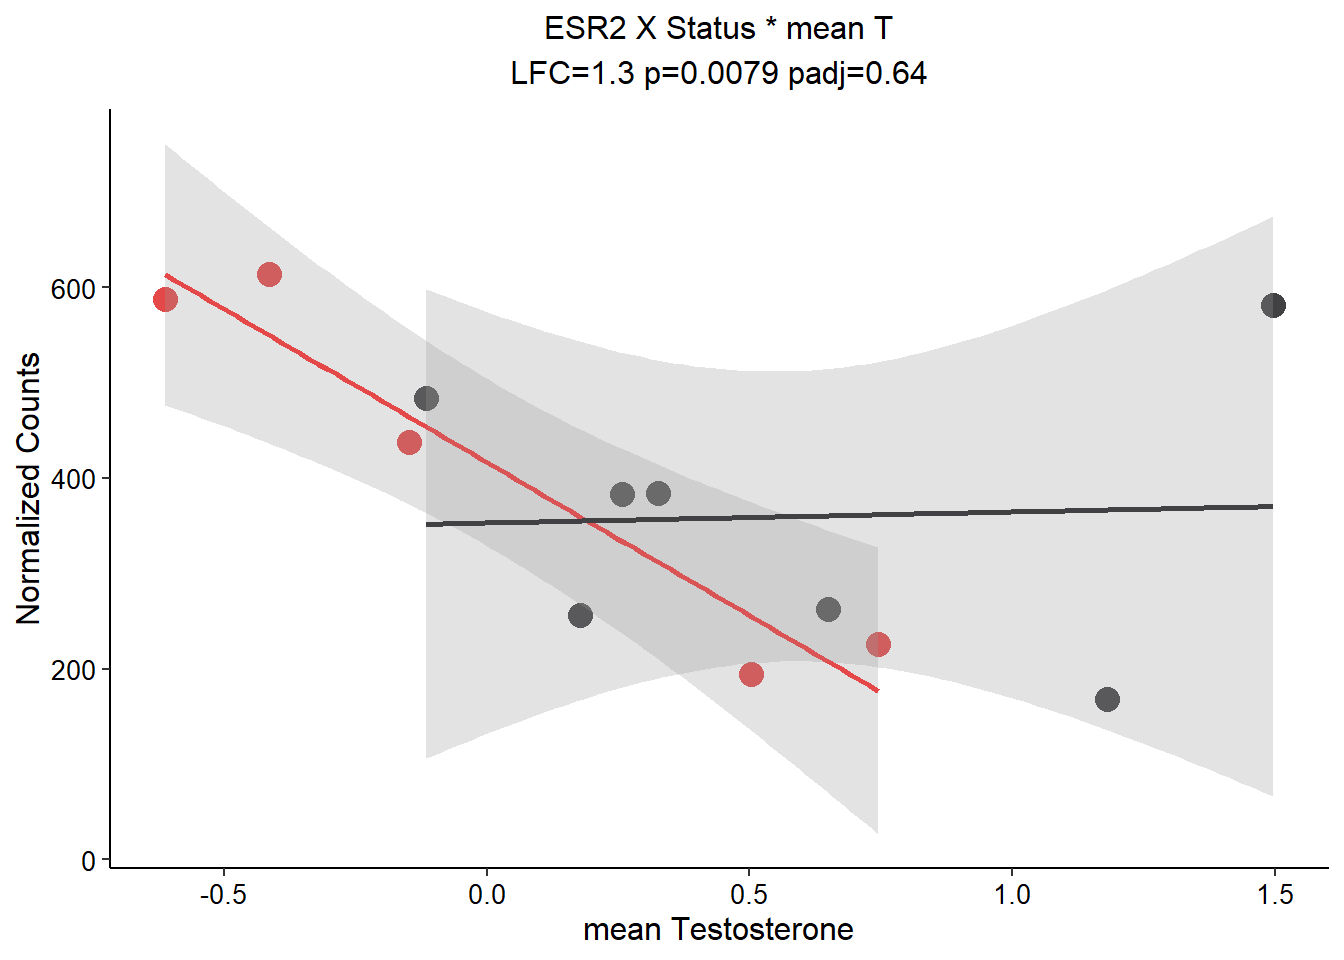 ESR2 X Status * mean T
LFC=1.3 p=0.0079 padj=0.64
Normalized Counts
600
400
200
0
-0.5
0.0
0.5
1.0
1.5
mean Testosterone